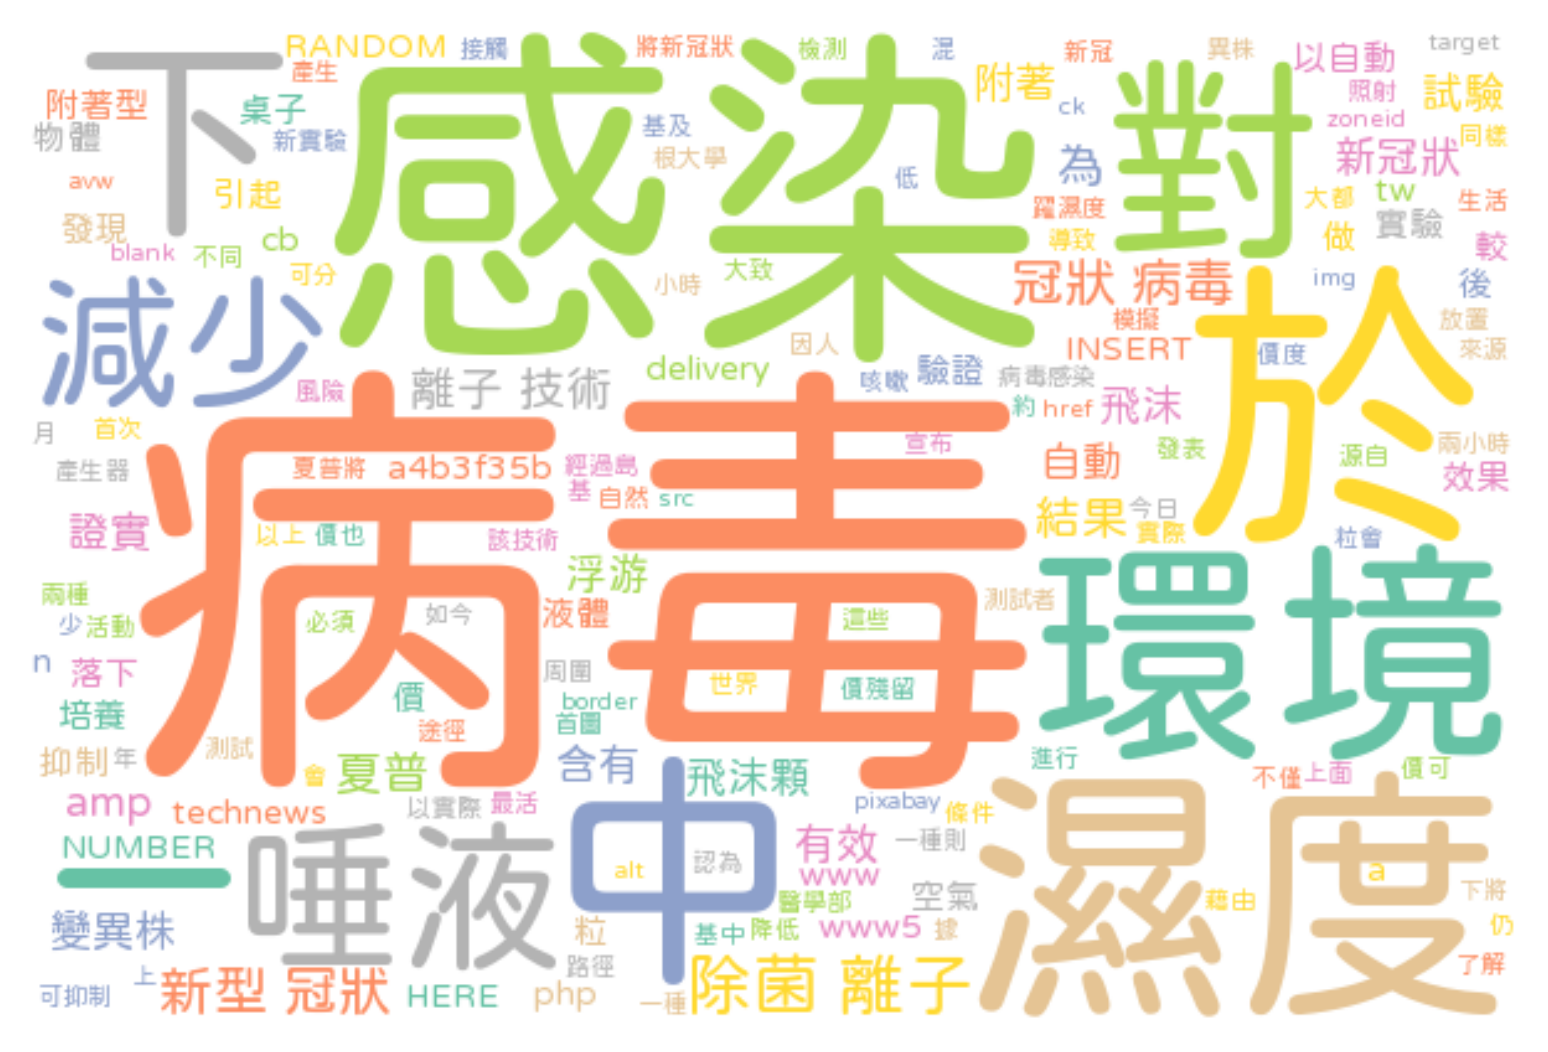 RANDOM
接觸
將新冠狀
檢測
混
新冠
異株
以自動
target
產生
附著型
桌子
下
感染
對
附著
ck
照射
試驗
物體
新實驗
基及
根大學
zoneid
同樣
為
新冠狀
avw
引起
低
大都
tw
生活
躍濕度
發現
cb
做
實驗
較
blank
不同
導致
可分
大致
小時
冠狀 病毒
img
後
減少
模擬
放置
於
因人
INSERT
價度
來源
風險
離子 技術
delivery
咳嗽
驗證
病毒感染
約
href
飛沫
月
首次
宣布
發表
源自
兩小時
產生器
夏普將
a4b3f35b
經過島
自動
效果
基
自然
src
病毒
證實
以上
價也
該技術
結果
今日
實際
粒會
浮游
環境
兩種
少
活動
必須
如今
液體
這些
測試者
n
落下
周圍
世界
價殘留
價
border
培養
途徑
首圖
抑制
年
測試
會
夏普
含有
飛沫顆
進行
不僅
上面
價可
amp
technews
以實際
最活
pixabay
條件
NUMBER
一
唾液
中
有效
一種則
濕度
alt
認為
www
a
醫學部
空氣
藉由
下將
變異株
粒
基中
降低
www5
據
仍
上
路徑
了解
可抑制
新型 冠狀
HERE
php
一種
除菌 離子